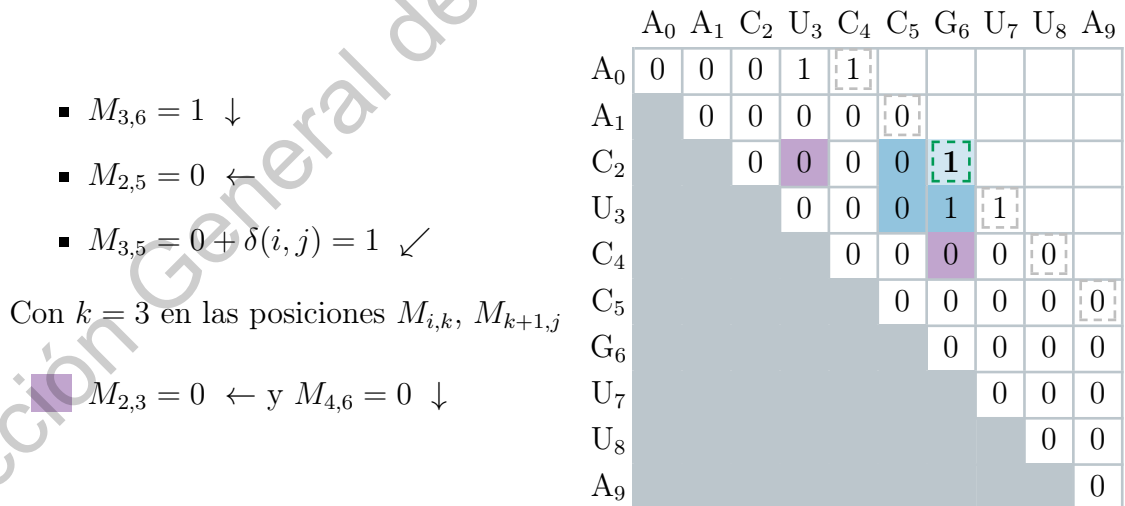 A₀ A₁ C₂ U₃ C₄ C₅ G₆ U₇ U₈ A₉
A₀ 0 0 0 1 1
A₁ 0 0 0 0 0
C₂ 0 0 0 0 1
U₃ 0 0 0 1 1
C₄ 0 0 0 0 0
C₅ 0 0 0 0 0
G₆ 0 0 0 0
U₇ 0 0 0
U₈ 0 0
A₉ 0
▪ M₃,₆ = 1 ↓
▪ M₂,₅ = 0 ←
▪ M₃,₅ = 0 + δ(i, j) = 1 ↙
Con k = 3 en las posiciones Mᵢ,ₖ, Mₖ₊₁,ⱼ
M₂,₃ = 0 ← y M₄,₆ = 0 ↓
ción General de